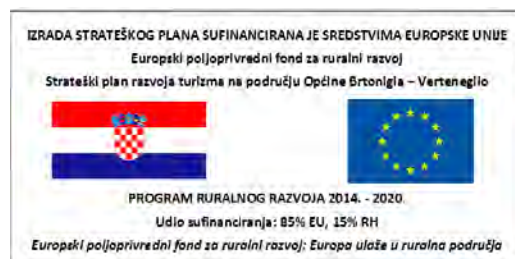 IZRADA STRATEŠKOG PLANA SUFINANCIRANA JE SREDSTVIMA EUROPSKE UNIJE
Europski poljoprivredni fond za ruralni razvoj
Strateški plan razvoja turizma na području Općine Brtonigla – Verteneglio
PROGRAM RURALNOG RAZVOJA 2014. - 2020.
Udio sufinanciranja: 85% EU, 15% RH
Europski poljoprivredni fond za ruralni razvoj: Europa ulaže u ruralna područja